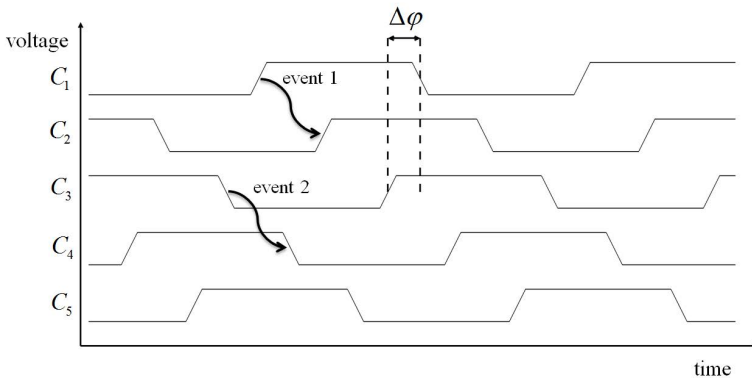 Δφ
voltage
C₁
event 1
C₂
C₃
event 2
C₄
C₅
time